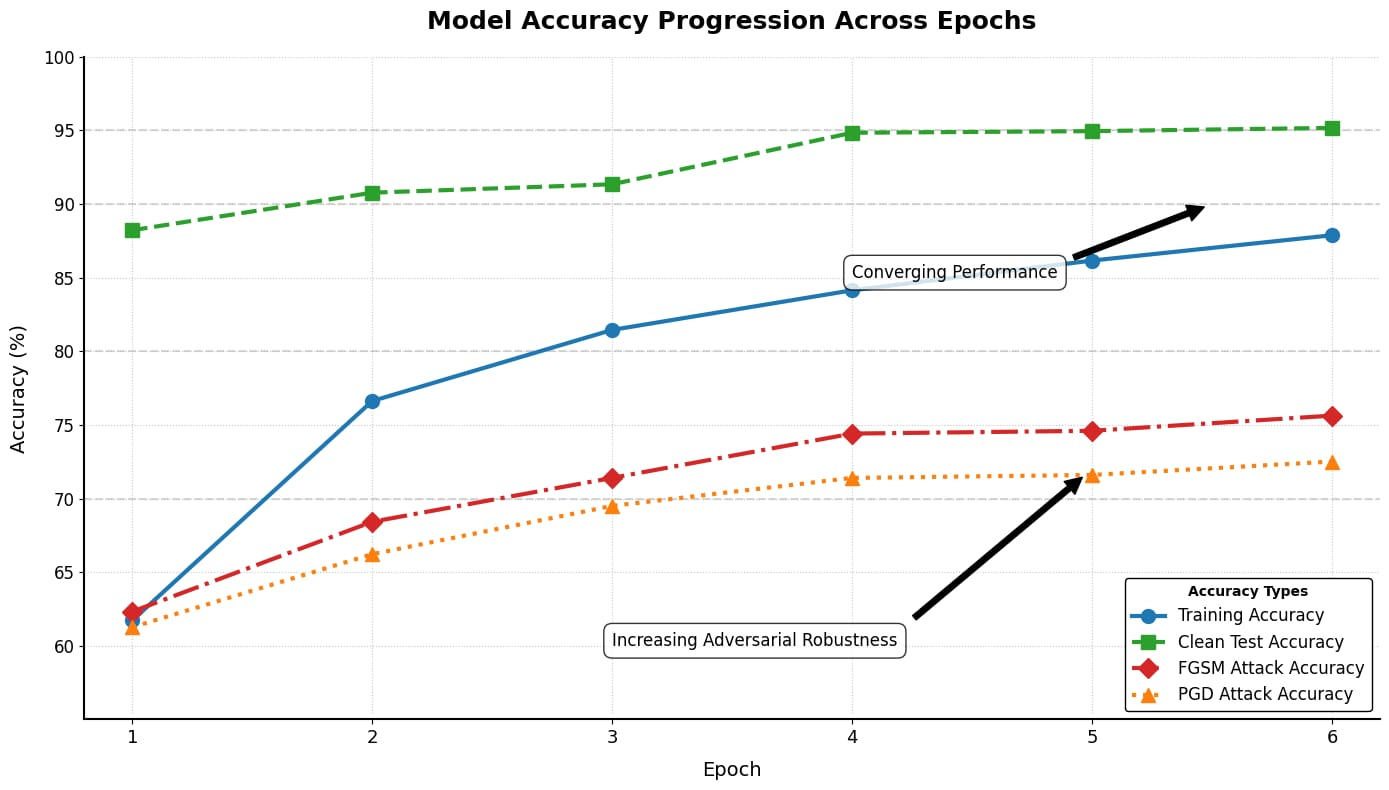 Model Accuracy Progression Across Epochs
Accuracy (%)
100
95
90
85
80
75
70
65
60
Converging Performance
Increasing Adversarial Robustness
Accuracy Types
Training Accuracy
Clean Test Accuracy
FGSM Attack Accuracy
PGD Attack Accuracy
1 2 3 4 5 6
Epoch